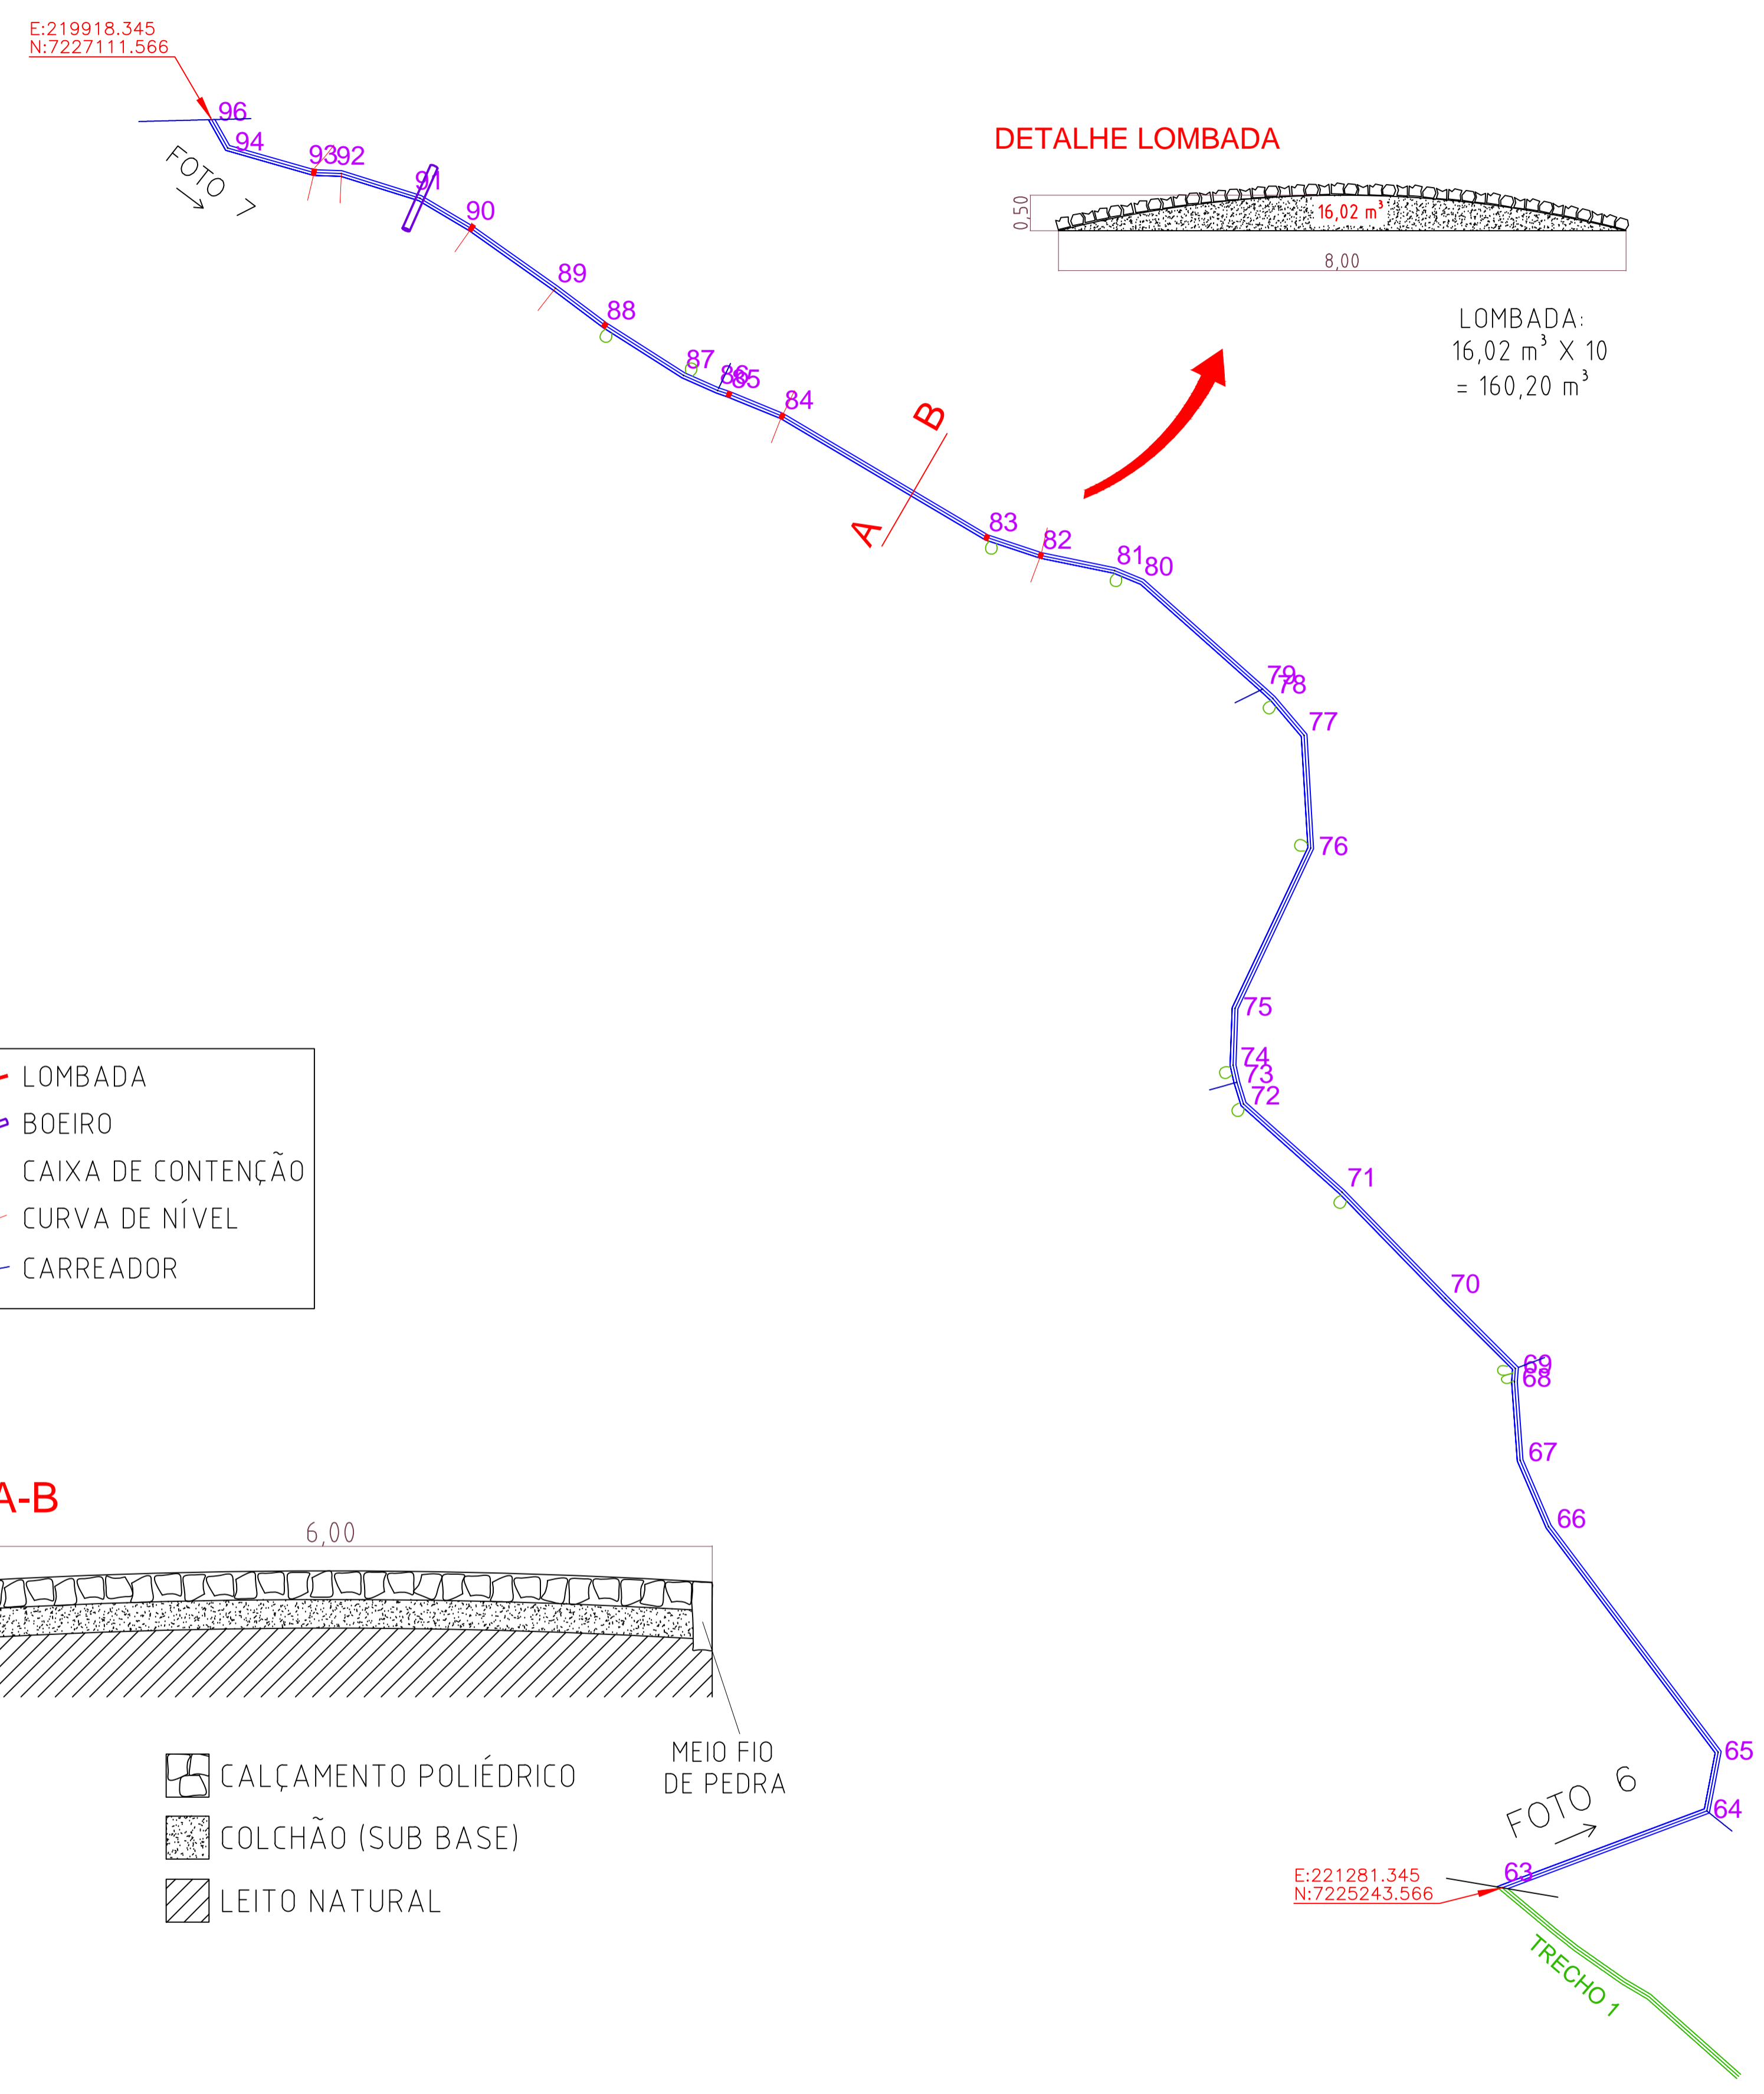 E:219918.345
N:7227111.566
96
94
FOTO 7
93
92
91
90
89
88
87
86
85
84
B
A
83
82
81
80
79
78
77
76
75
74
73
72
71
70
69
68
67
66
65
64
63
DETALHE LOMBADA
0,50
16,02 m³
8,00
LOMBADA:
16,02 m³ X 10
= 160,20 m³
LOMBADA
BOEIRO
CAIXA DE CONTENÇÃO
CURVA DE NÍVEL
CARREADOR
A-B
6,00
MEIO FIO
DE PEDRA
CALÇAMENTO POLIÉDRICO
COLCHÃO (SUB BASE)
LEITO NATURAL
FOTO 6
E:221281.345
N:7225243.566
TRECHO 1